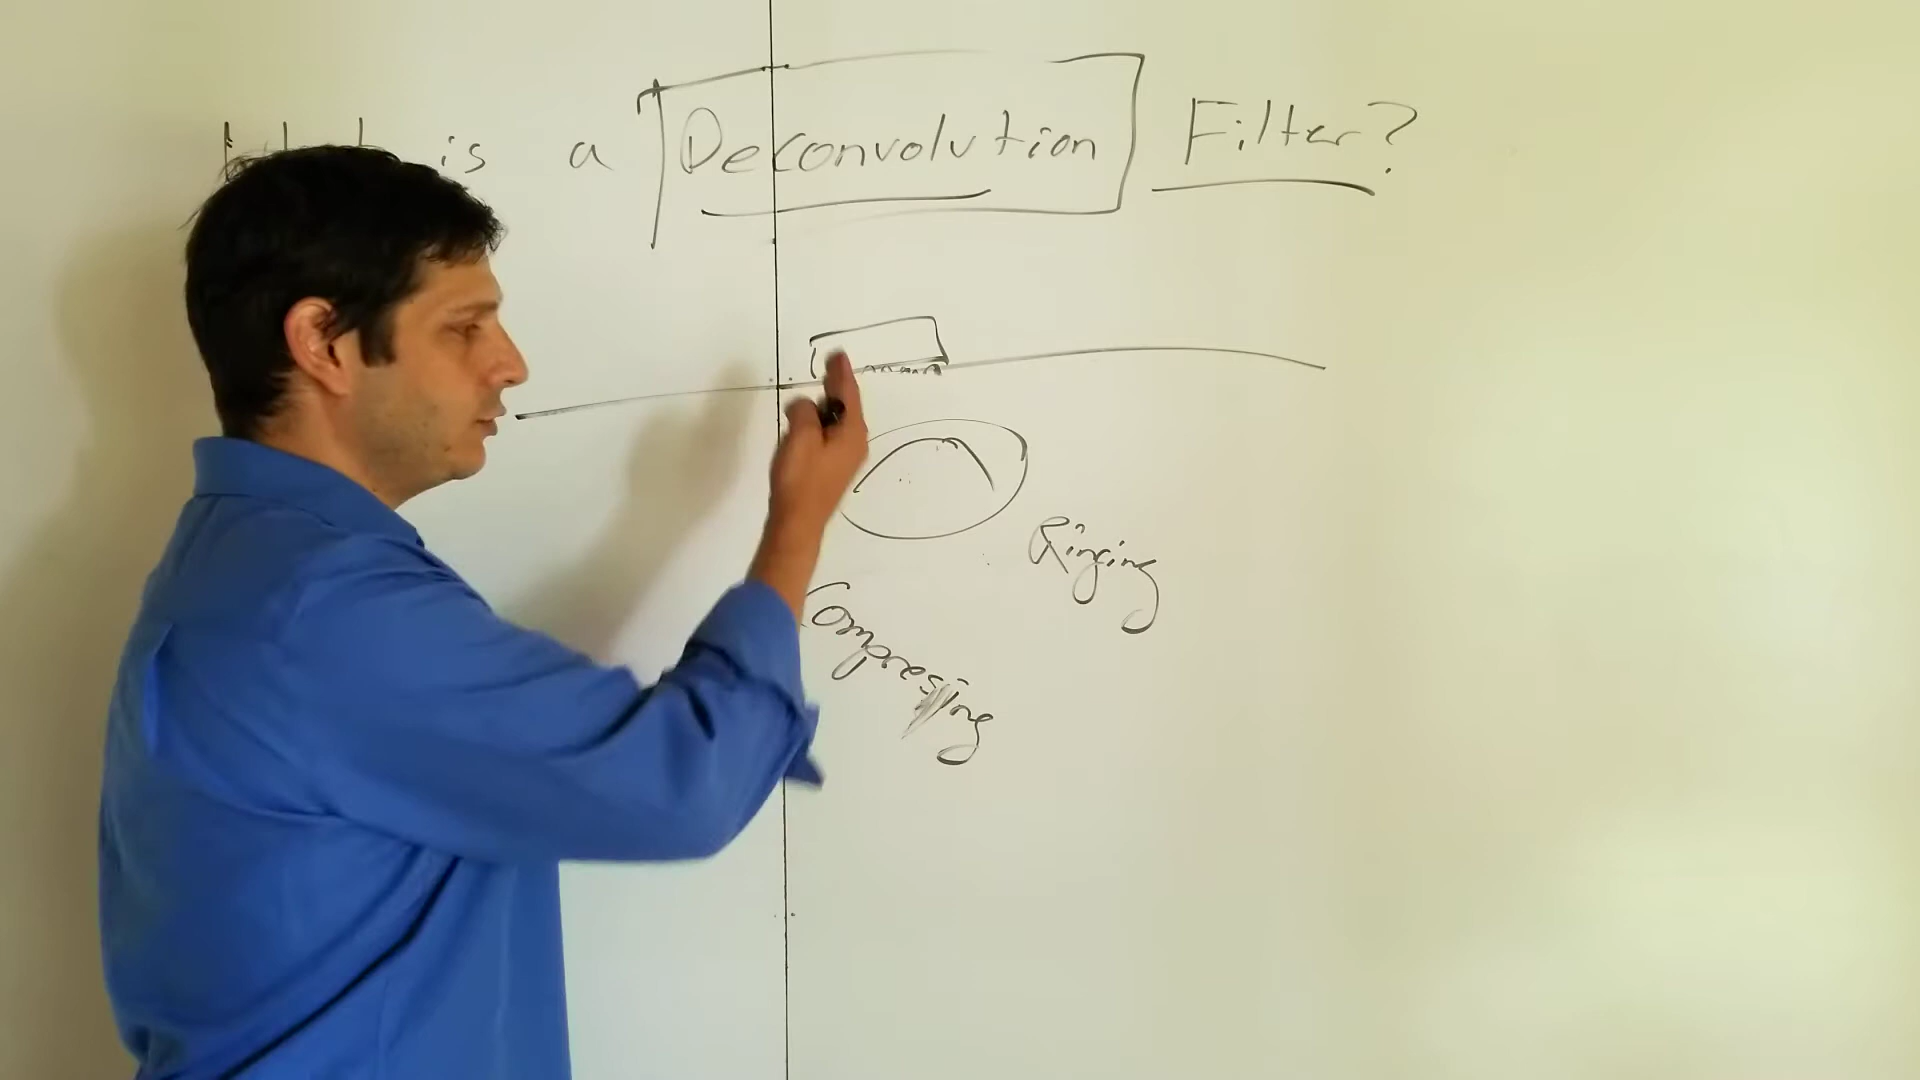 is a Deconvolution Filter?
Ringing
Compressing